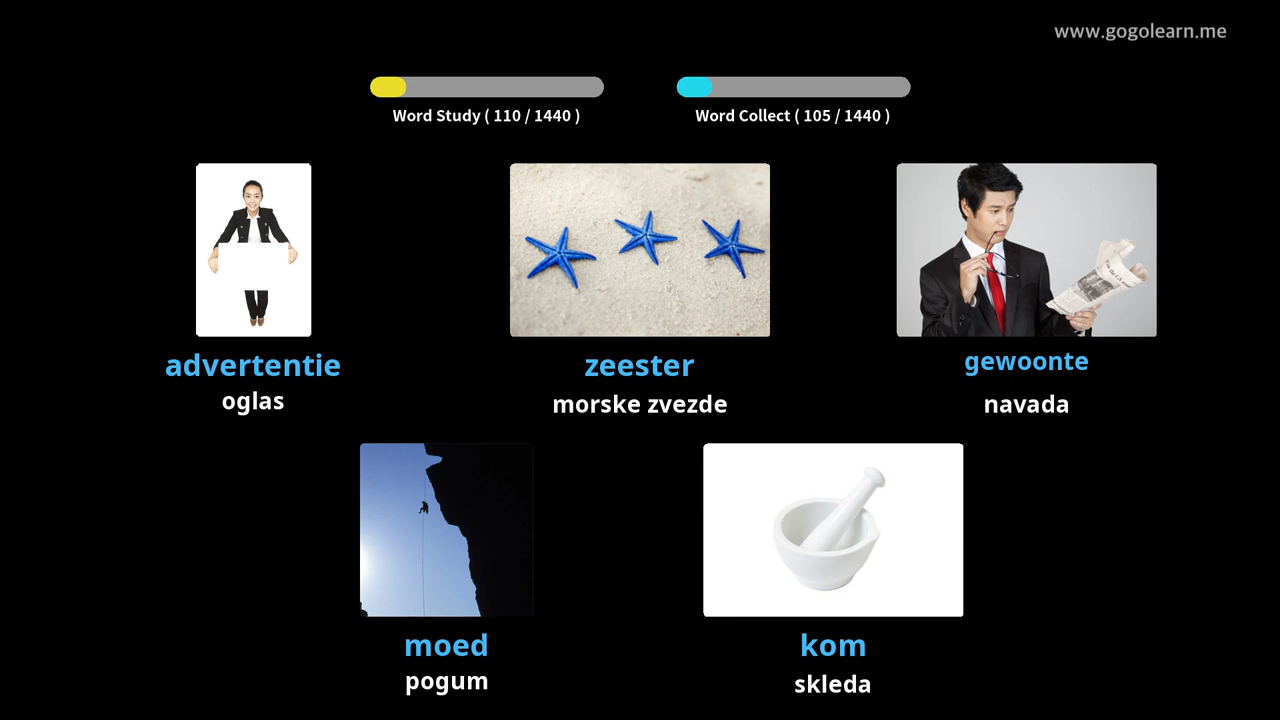 www.gogolearn.me
Word Study ( 110 / 1440 )
Word Collect ( 105 / 1440 )
advertentie
oglas
zeester
morske zvezde
gewoonte
navada
moed
pogum
kom
skleda